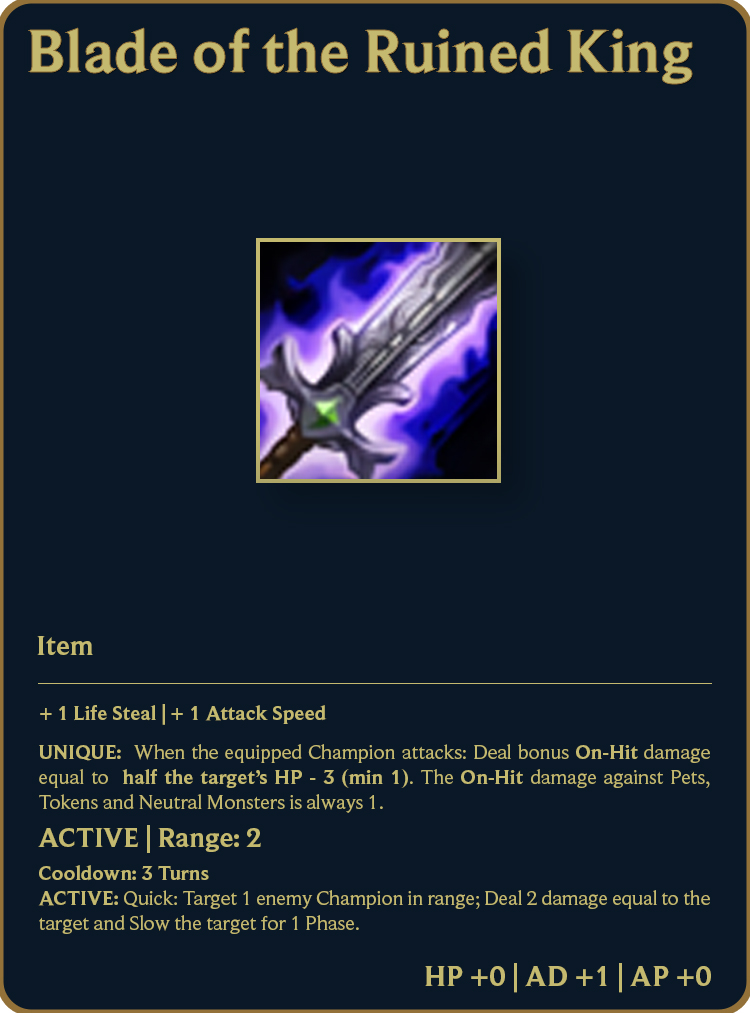 Blade of the Ruined King
Item
+ 1 Life Steal | + 1 Attack Speed
UNIQUE: When the equipped Champion attacks: Deal bonus On-Hit damage
equal to half the target's HP - 3 (min 1). The On-Hit damage against Pets,
Tokens and Neutral Monsters is always 1.
ACTIVE | Range: 2
Cooldown: 3 Turns
ACTIVE: Quick: Target 1 enemy Champion in range; Deal 2 damage equal to the
target and Slow the target for 1 Phase.
HP +0 | AD +1 | AP +0